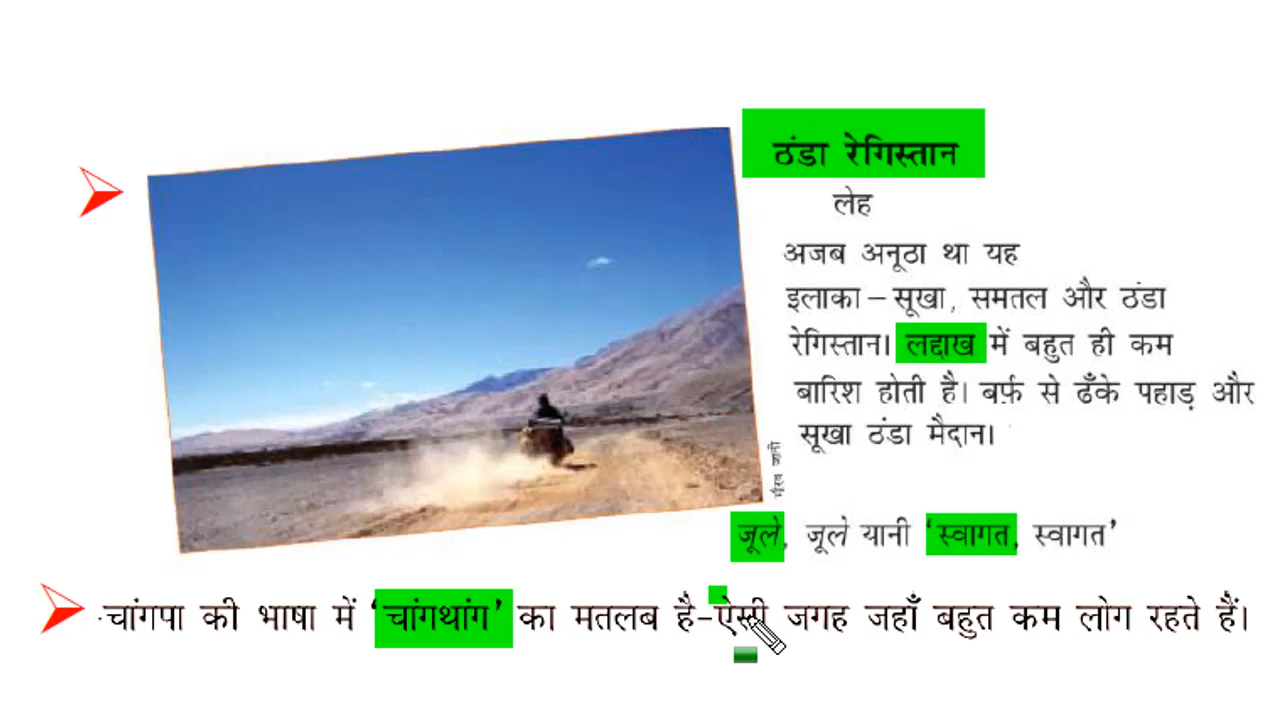 ठंडा रेगिस्तान
लेह
अजब अनूठा था यह
इलाका – सूखा, समतल और ठंडा
रेगिस्तान। लद्दाख में बहुत ही कम
बारिश होती है। बर्फ़ से ढँके पहाड़ और
सूखा ठंडा मैदान।
गौरव जानी
जूले, जूले यानी ‘स्वागत, स्वागत’
चांगपा की भाषा में ‘चांगथांग’ का मतलब है–ऐसी जगह जहाँ बहुत कम लोग रहते हैं।